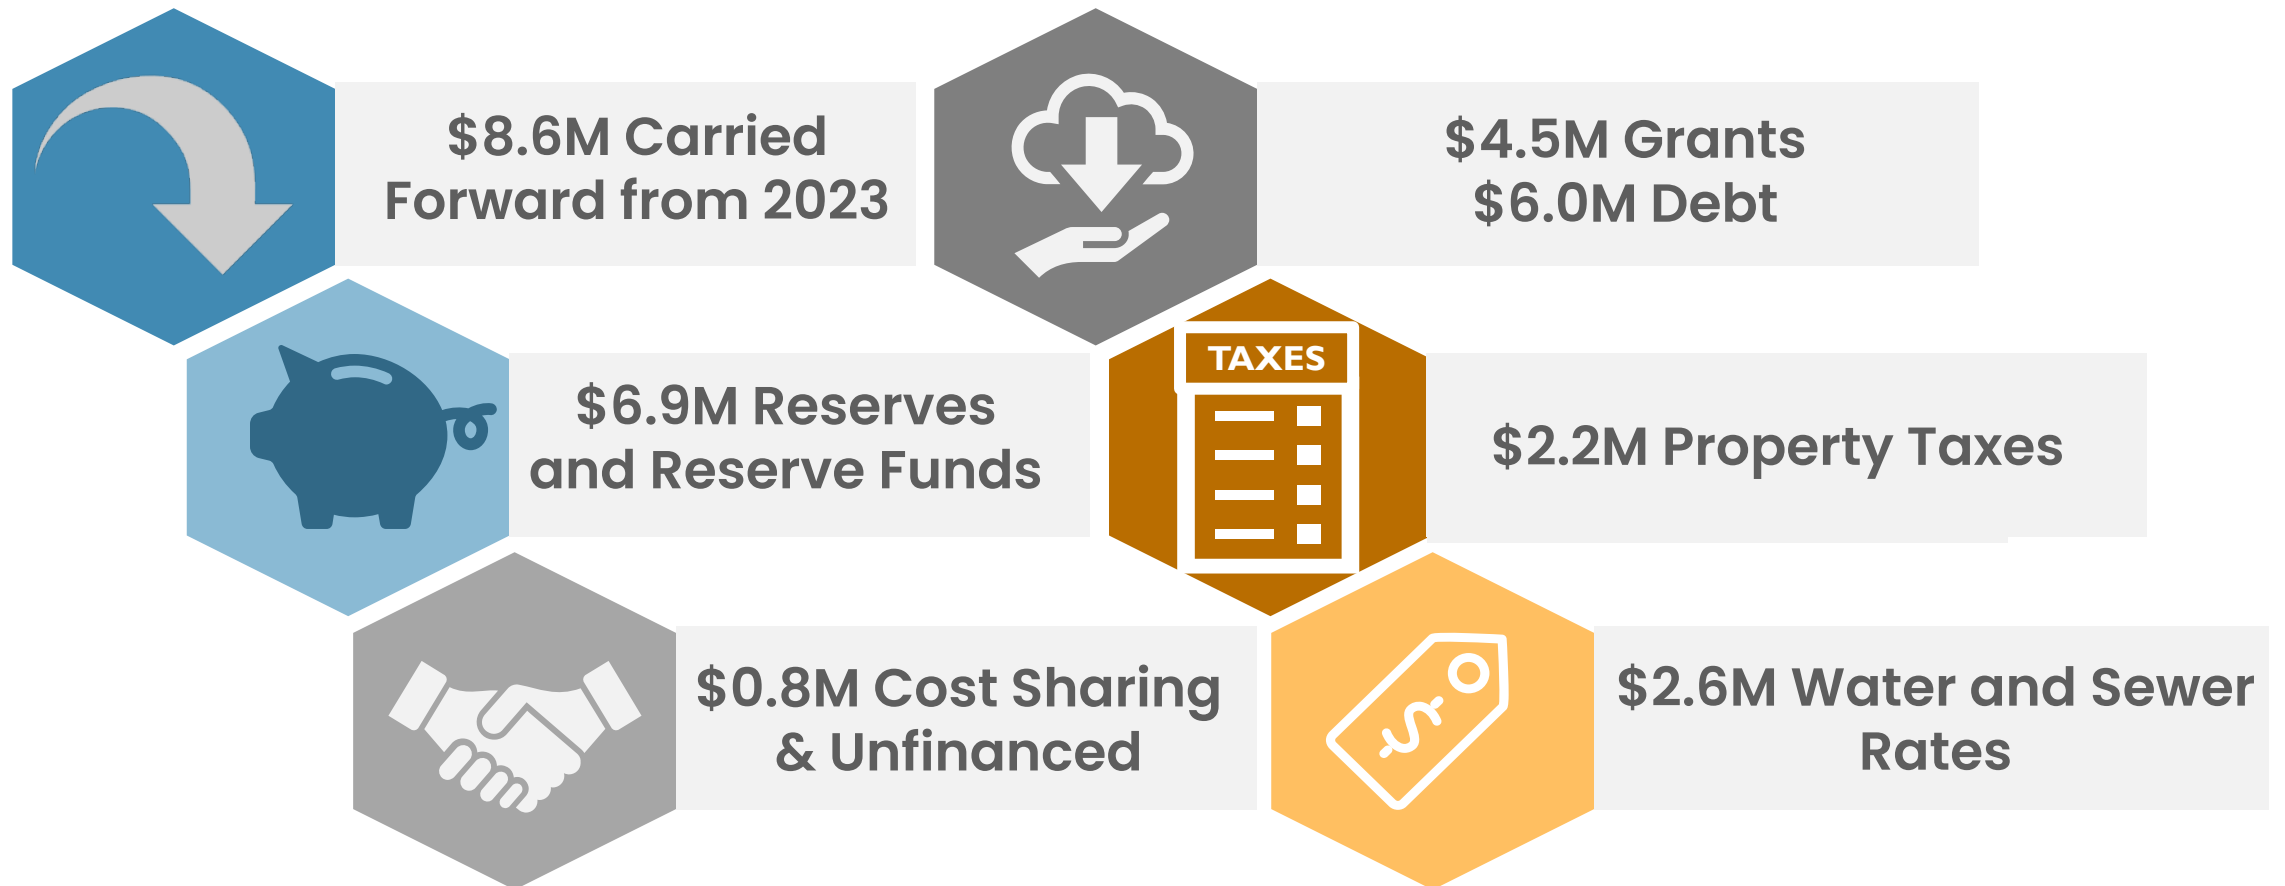 $8.6M Carried
Forward from 2023
$4.5M Grants
$6.0M Debt
$6.9M Reserves
and Reserve Funds
TAXES
$2.2M Property Taxes
$0.8M Cost Sharing
& Unfinanced
$2.6M Water and Sewer
Rates